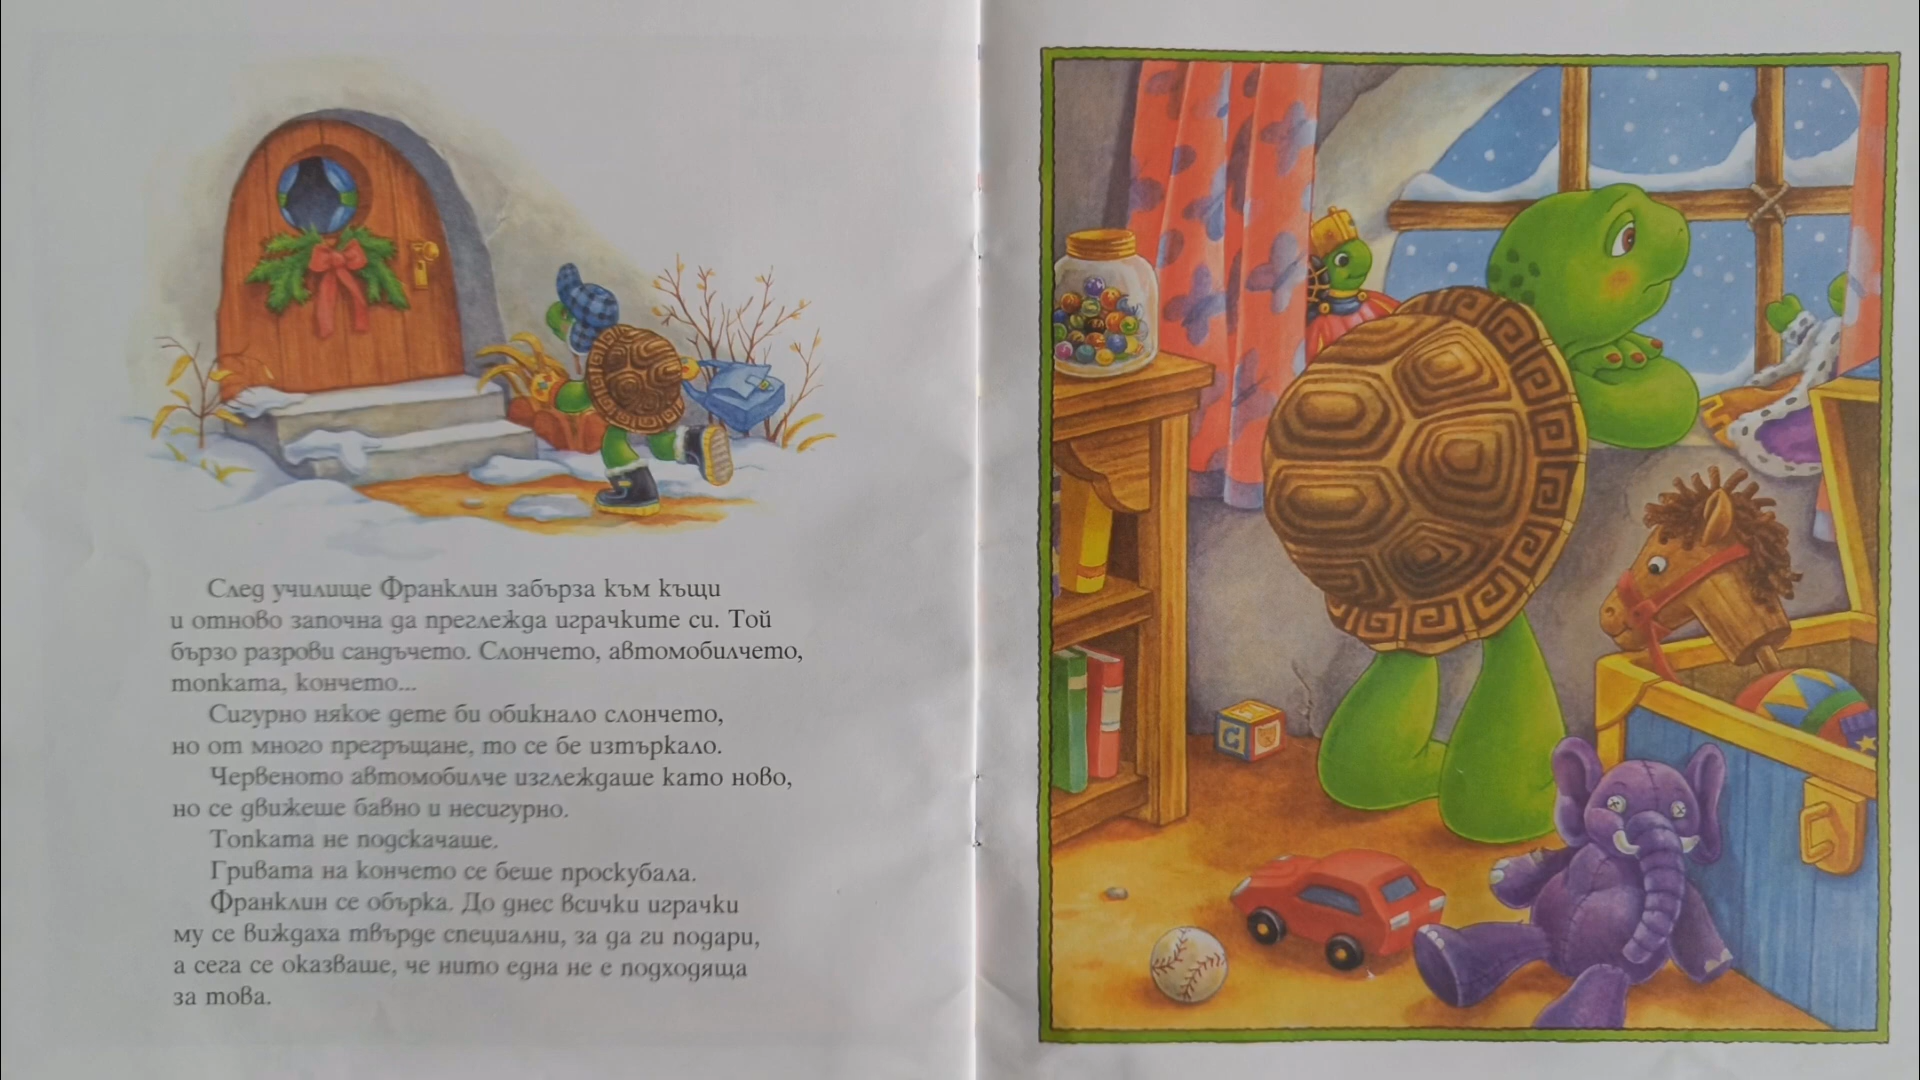 След училище Франклин забърза към къщи
и отново започна да преглежда играчките си. Той
бързо разрови сандъчето. Слончето, автомобилчето,
топката, кончето...
Сигурно някое дете би обикнало слончето,
но от много прегръщане, то се бе изтъркало.
Червеното автомобилче изглеждаше като ново,
но се движеше бавно и несигурно.
Топката не подскачаше.
Гривата на кончето се беше проскубала.
Франклин се обърка. До днес всички играчки
му се виждаха твърде специални, за да ги подари,
а сега се оказваше, че нито една не е подходяща
за това.
C